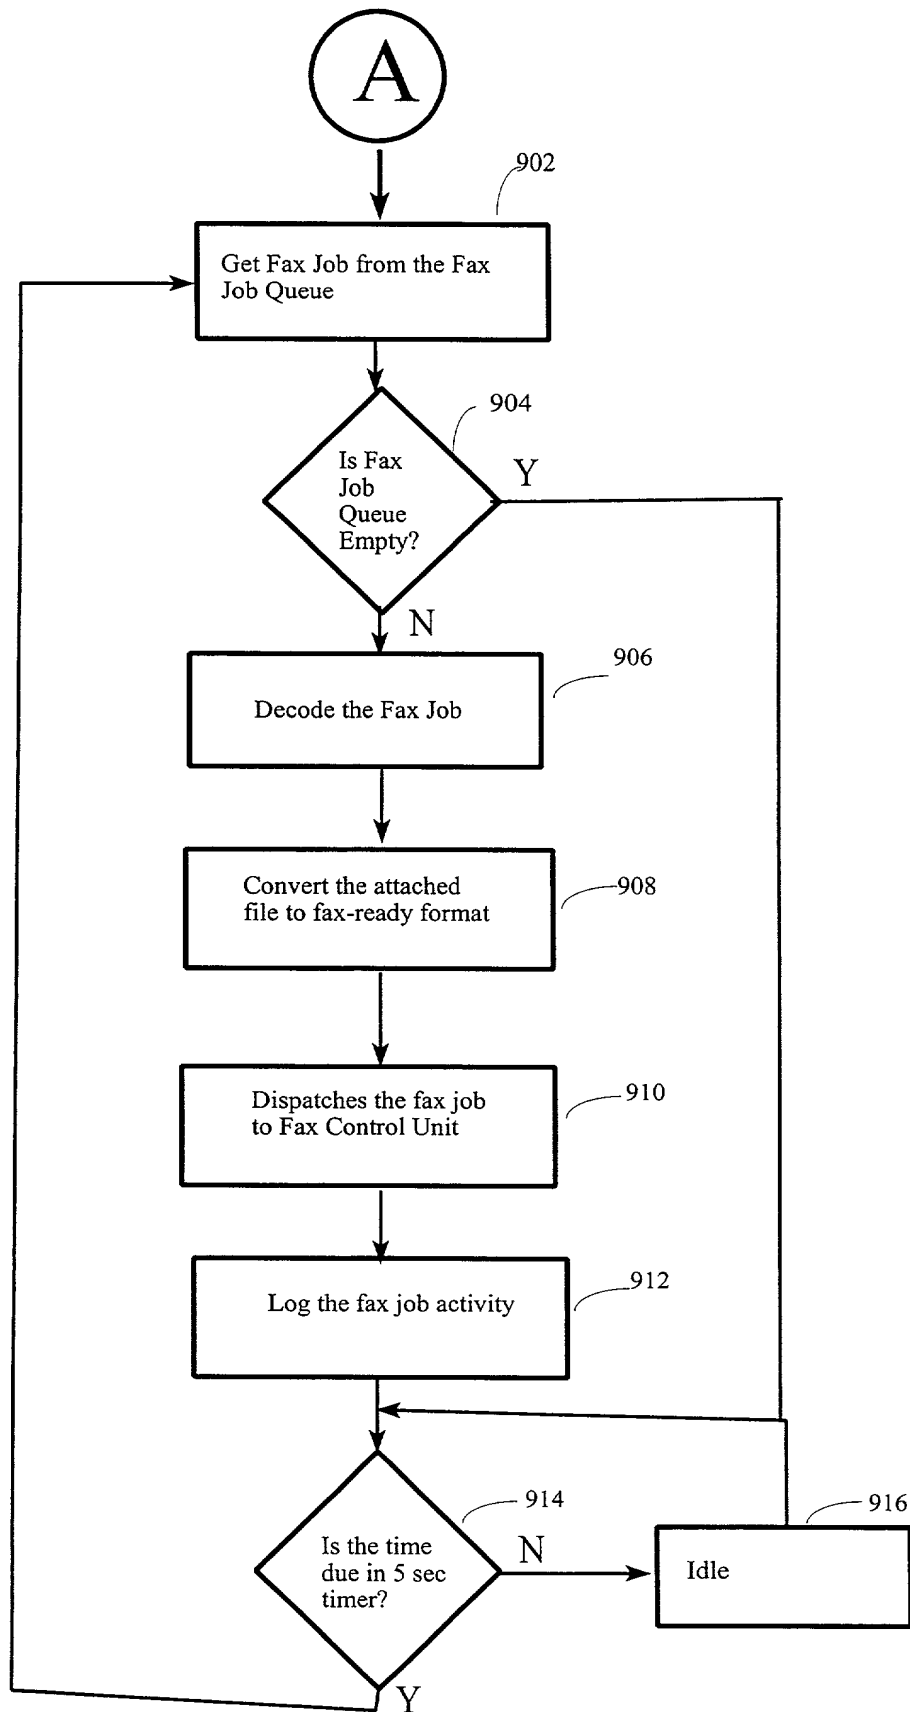 A
902
Get Fax Job from the Fax
Job Queue
904
Is Fax
Job
Queue
Empty?
Y
N
906
Decode the Fax Job
Convert the attached
file to fax-ready format
908
Dispatches the fax job
to Fax Control Unit
910
Log the fax job activity
912
914
Is the time
due in 5 sec
timer?
N
916
Idle
Y